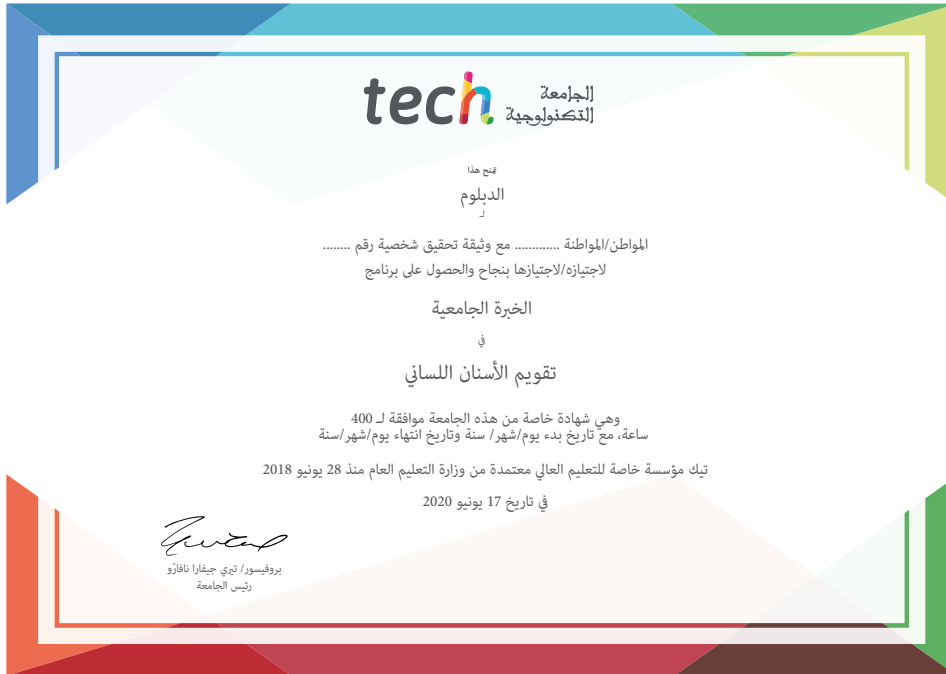 tech الجامعة
التكنولوجية
تمنح هذا
الدبلوم
لـ
المواطن/المواطنة ............ مع وثيقة تحقيق شخصية رقم ........
لاجتيازه/لاجتيازها بنجاح والحصول على برنامج
الخبرة الجامعية
في
تقويم الأسنان اللساني
وهي شهادة خاصة من هذه الجامعة موافقة لـ 400
ساعة، مع تاريخ بدء يوم/شهر/ سنة وتاريخ انتهاء يوم/شهر/سنة
تيك مؤسسة خاصة للتعليم العالي معتمدة من وزارة التعليم العام منذ 28 يونيو 2018
في تاريخ 17 يونيو 2020
بروفيسور/ تيري جيفارا نافارّو
رئيس الجامعة